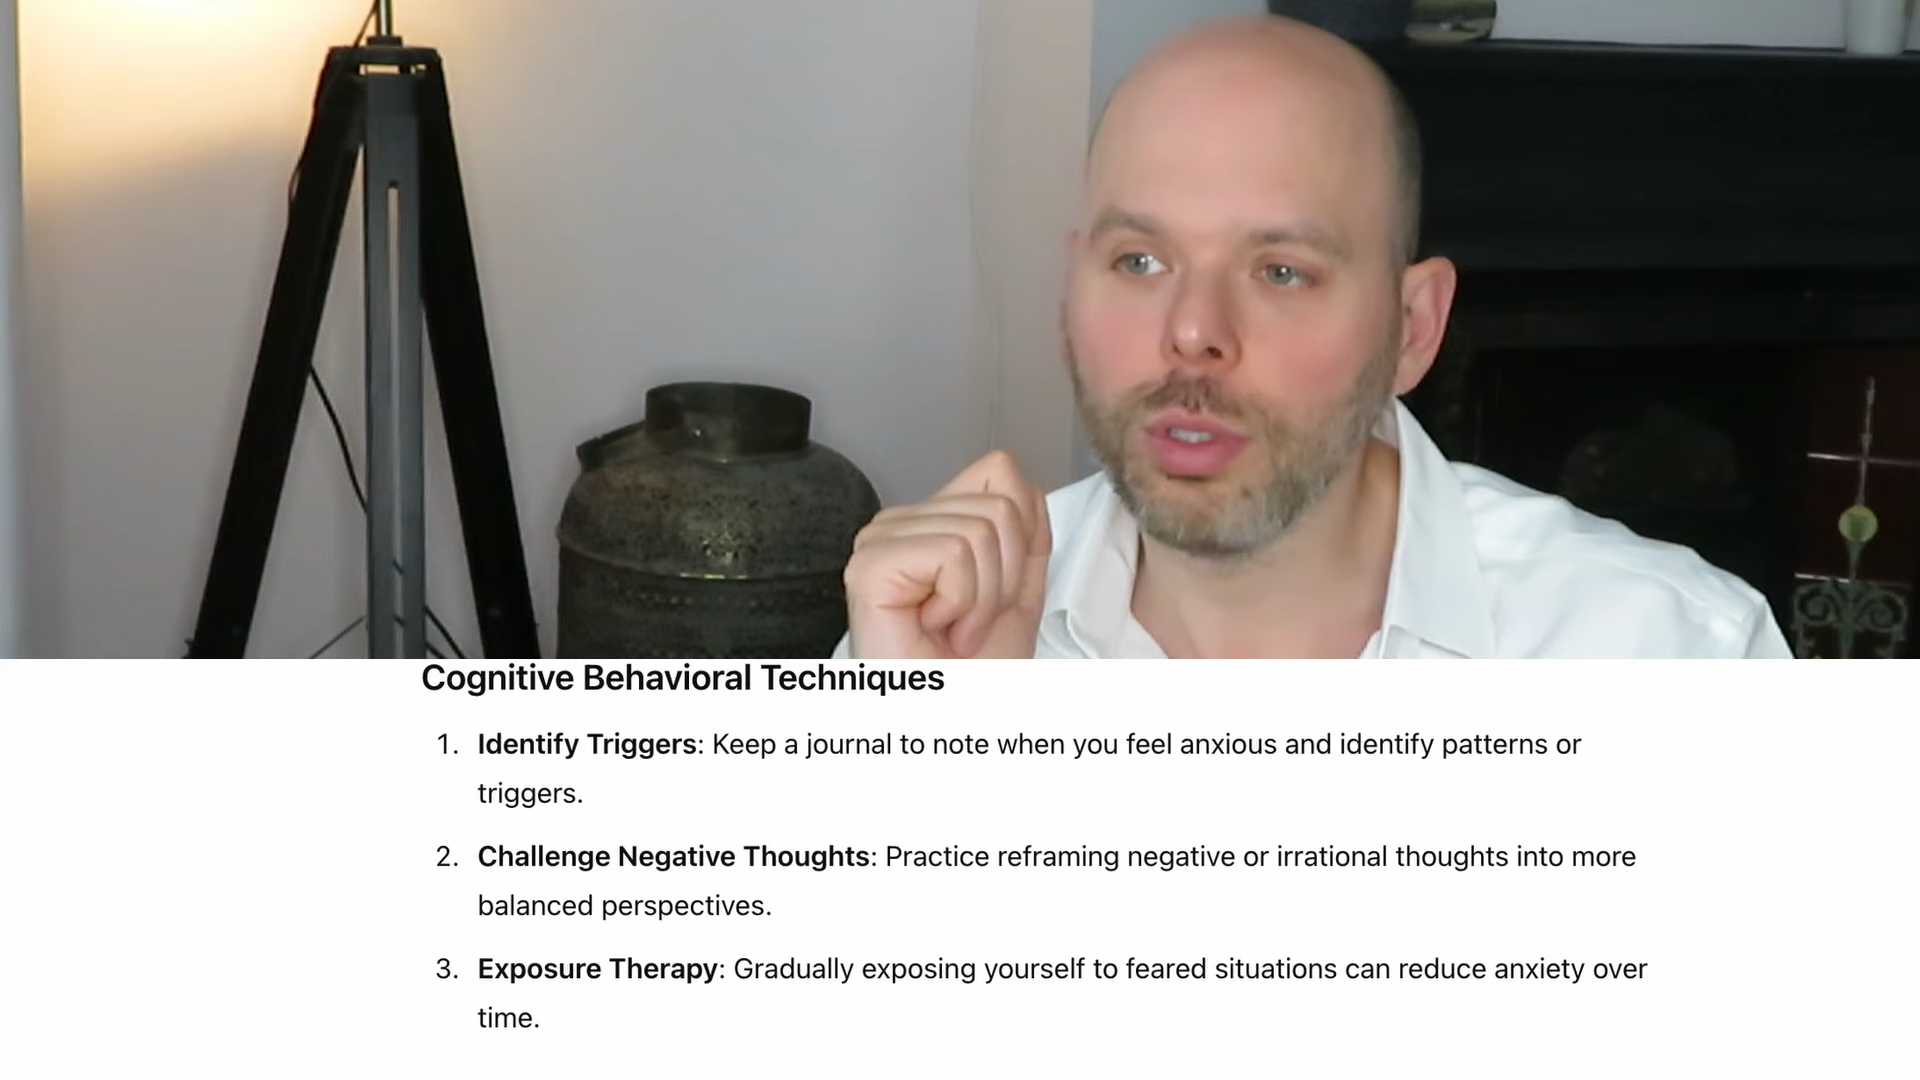 Cognitive Behavioral Techniques
1. Identify Triggers: Keep a journal to note when you feel anxious and identify patterns or
triggers.
2. Challenge Negative Thoughts: Practice reframing negative or irrational thoughts into more
balanced perspectives.
3. Exposure Therapy: Gradually exposing yourself to feared situations can reduce anxiety over
time.